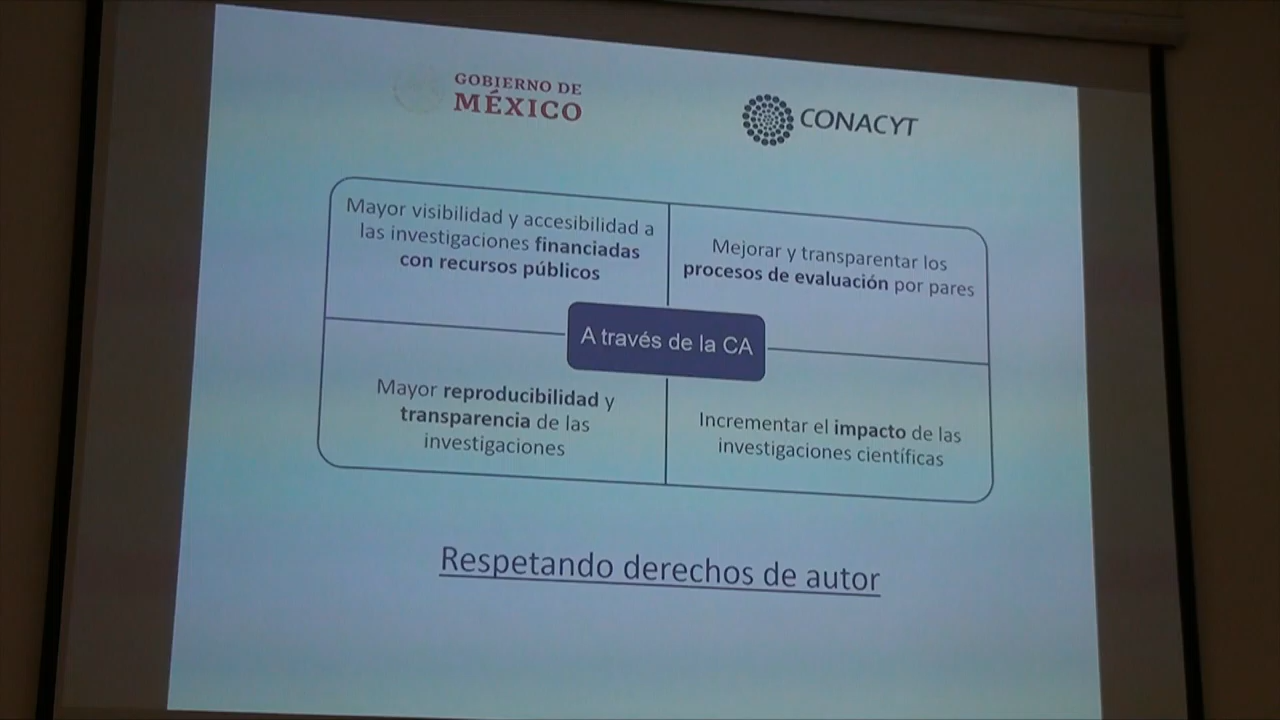 GOBIERNO DE
MÉXICO
CONACYT
Mayor visibilidad y accesibilidad a
las investigaciones financiadas
con recursos públicos
Mejorar y transparentar los
procesos de evaluación por pares
A través de la CA
Mayor reproducibilidad y
transparencia de las
investigaciones
Incrementar el impacto de las
investigaciones científicas
Respetando derechos de autor